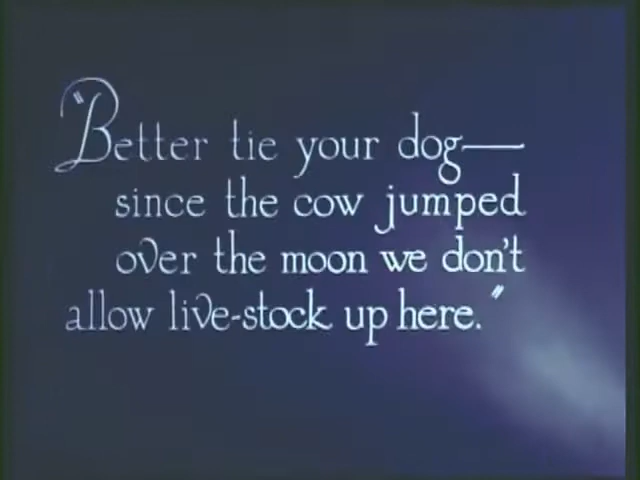 "Better tie your dog—
since the cow jumped
over the moon we don't
allow live-stock up here."